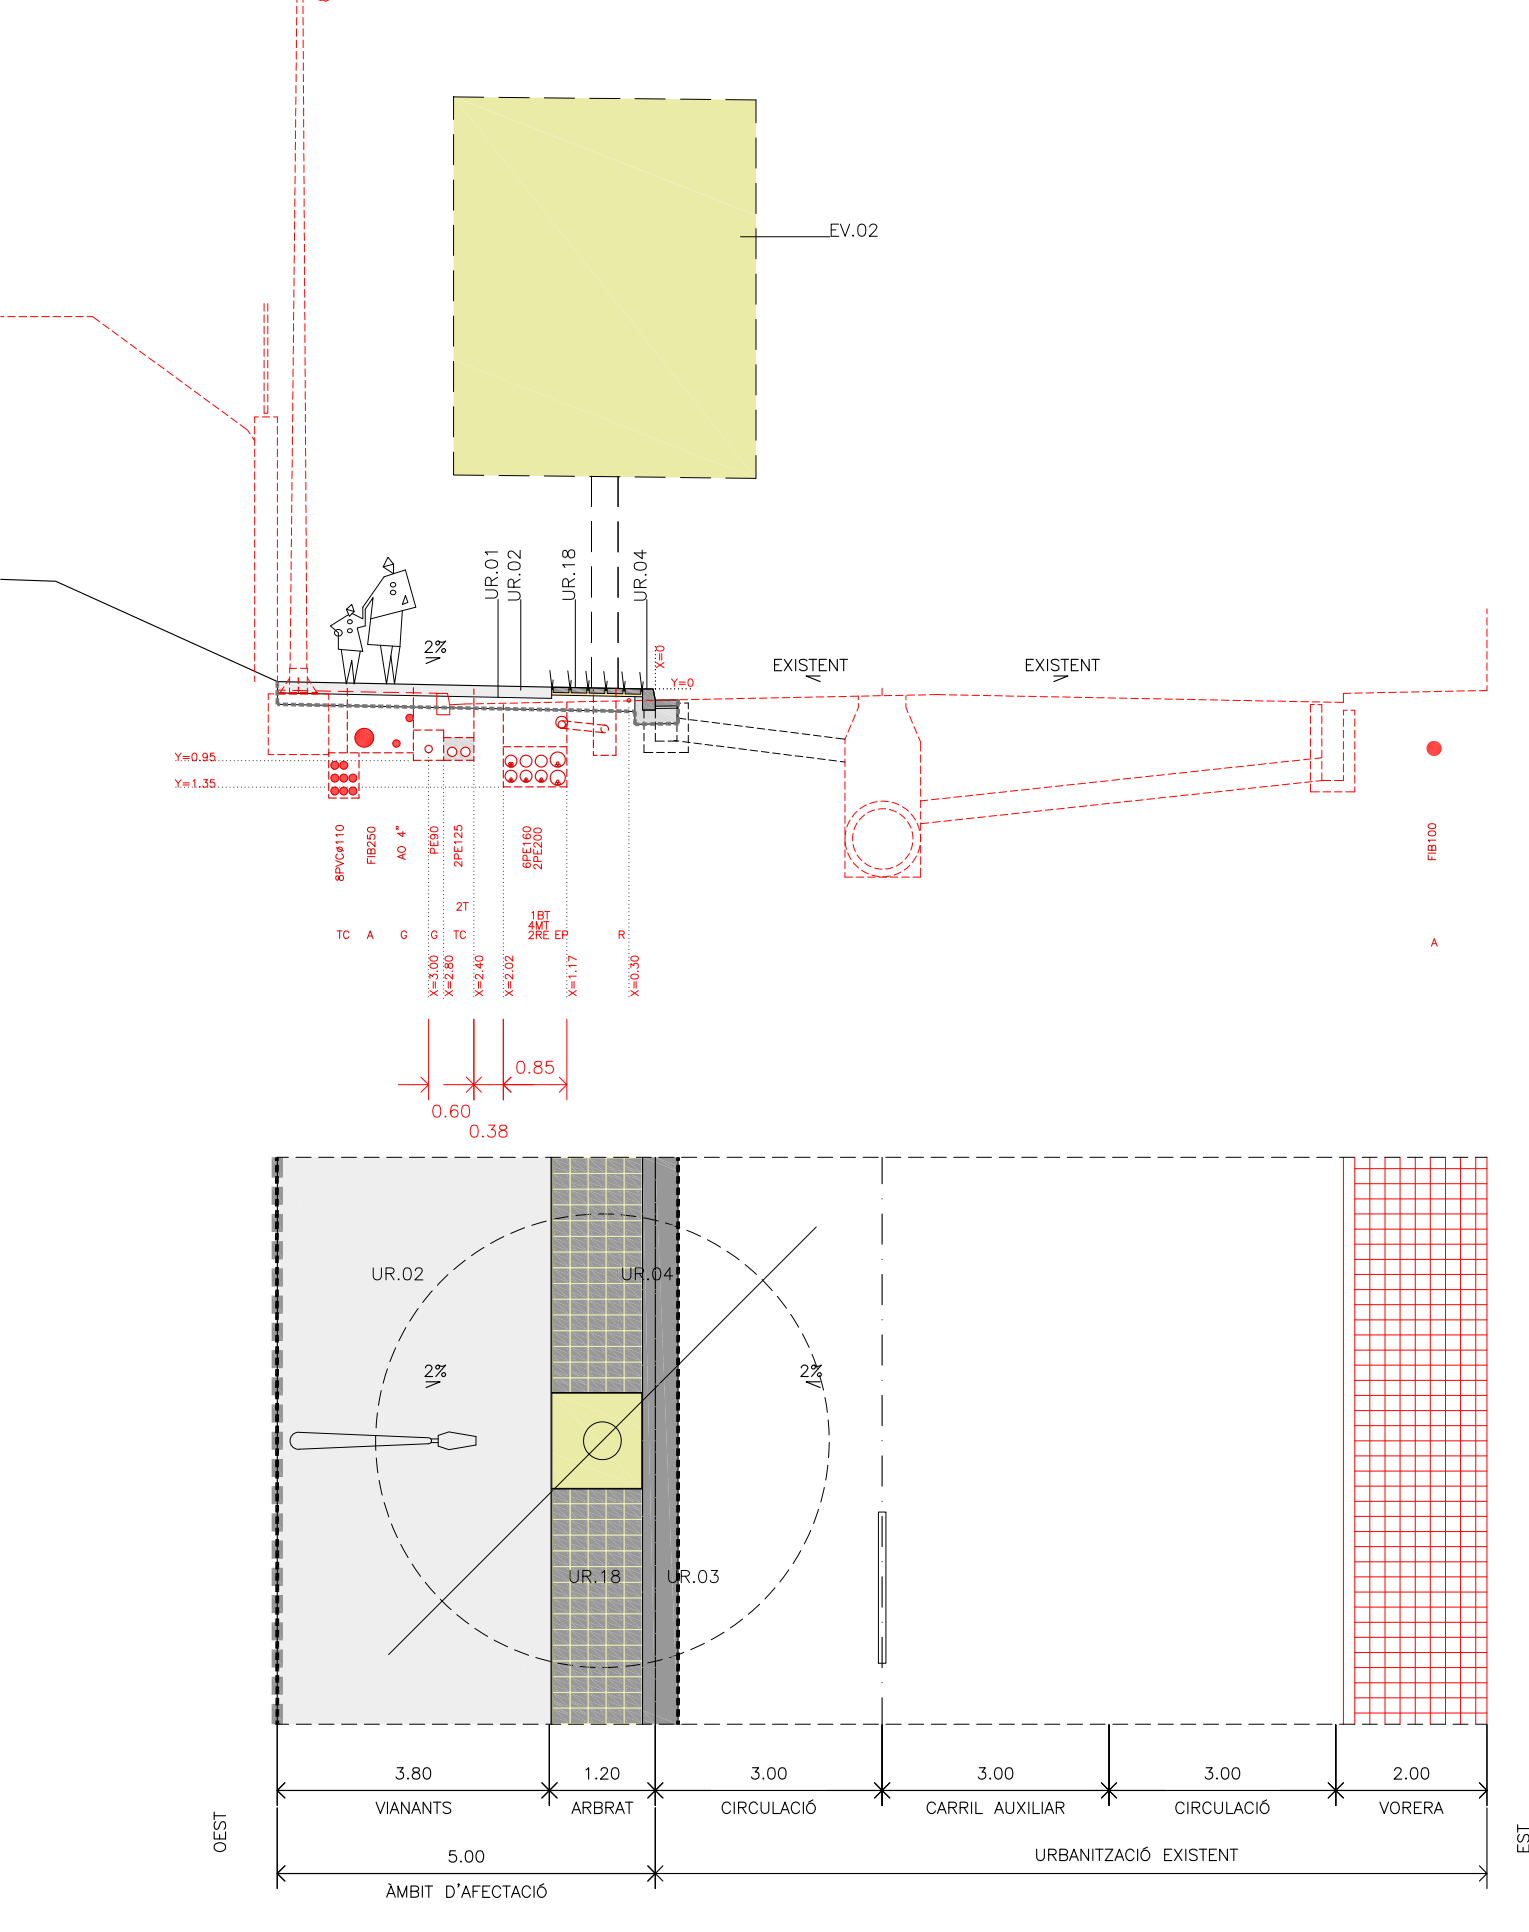 EV.02
UR.01
UR.02
UR.18
UR.04
2%
X=0
Y=0
EXISTENT
EXISTENT
Y=0.95
Y=1.35
8PVCø110
FIB250
AO 4"
PE90
2PE125
6PE160
2PE200
FIB100
2T
1BT
4MT
TC
A
G
G
TC
2RE EP
R
A
X=3.00
X=2.80
X=2.40
X=2.02
X=1.17
X=0.30
0.85
0.60
0.38
UR.02
UR.04
2%
2%
UR.18
UR.03
3.80
1.20
3.00
3.00
3.00
2.00
VIANANTS
ARBRAT
CIRCULACIÓ
CARRIL AUXILIAR
CIRCULACIÓ
VORERA
OEST
EST
5.00
URBANITZACIÓ EXISTENT
ÀMBIT D'AFECTACIÓ